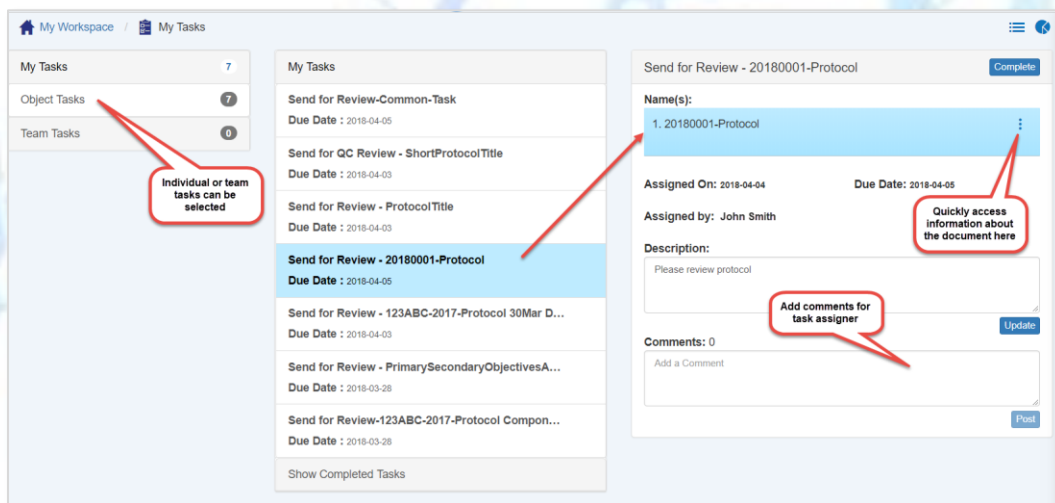 My Workspace / My Tasks
My Tasks 7
Object Tasks 7
Team Tasks 0
Individual or team
tasks can be
selected
My Tasks
Send for Review-Common-Task
Due Date : 2018-04-05
Send for QC Review - ShortProtocolTitle
Due Date : 2018-04-03
Send for Review - ProtocolTitle
Due Date : 2018-04-03
Send for Review - 20180001-Protocol
Due Date : 2018-04-05
Send for Review - 123ABC-2017-Protocol 30Mar D...
Due Date : 2018-04-03
Send for Review - PrimarySecondaryObjectivesA...
Due Date : 2018-03-28
Send for Review-123ABC-2017-Protocol Compon...
Due Date : 2018-03-28
Show Completed Tasks
Send for Review - 20180001-Protocol Complete
Name(s):
1. 20180001-Protocol
Assigned On: 2018-04-04 Due Date: 2018-04-05
Assigned by: John Smith
Quickly access
information about
the document here
Description:
Please review protocol
Add comments for
task assigner
Update
Comments: 0
Add a Comment
Post